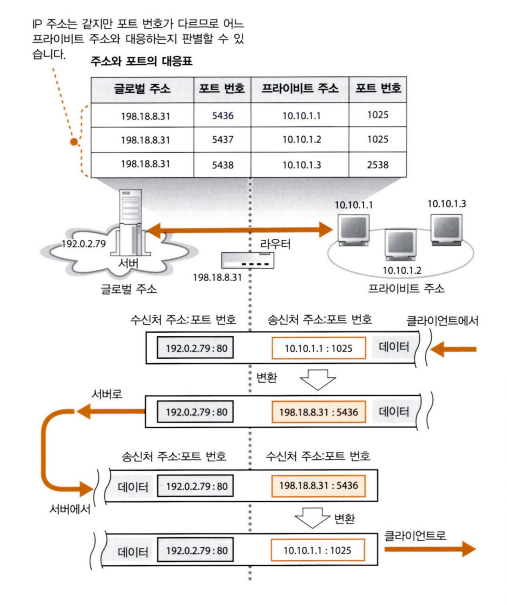 IP 주소는 같지만 포트 번호가 다르므로 어느
프라이비트 주소와 대응하는지 판별할 수 있
습니다.
주소와 포트의 대응표
글로벌 주소 포트 번호 프라이비트 주소 포트 번호
198.18.8.31 5436 10.10.1.1 1025
198.18.8.31 5437 10.10.1.2 1025
198.18.8.31 5438 10.10.1.3 2538
10.10.1.1 10.10.1.3
192.0.2.79
서버
라우터
198.18.8.31
10.10.1.2
글로벌 주소
프라이비트 주소
수신처 주소:포트 번호 송신처 주소:포트 번호 클라이언트에서
192.0.2.79 : 80 10.10.1.1 : 1025 데이터
변환
서버로
192.0.2.79 : 80 198.18.8.31 : 5436 데이터
송신처 주소:포트 번호 수신처 주소:포트 번호
데이터 192.0.2.79 : 80 198.18.8.31 : 5436
서버에서
변환
클라이언트로
데이터 192.0.2.79 : 80 10.10.1.1 : 1025